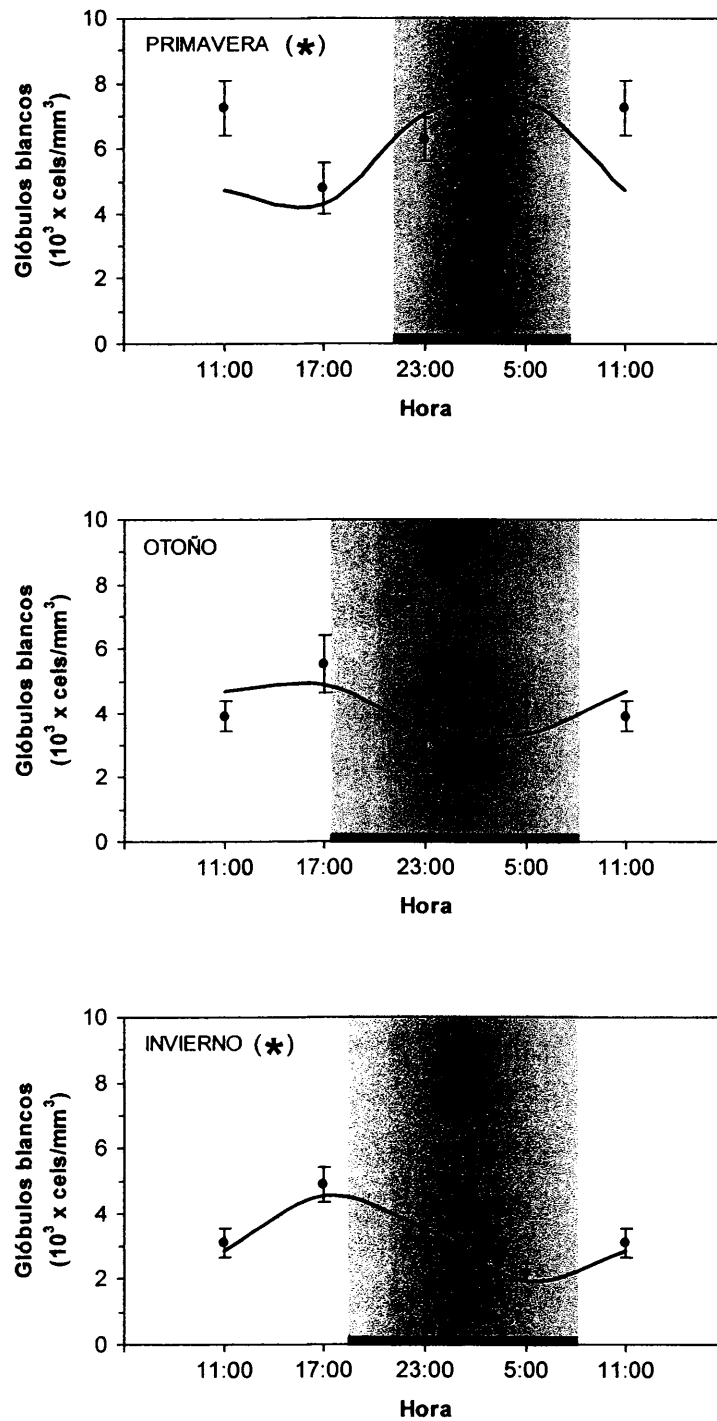 PRIMAVERA (*)
Glóbulos blancos
(10³ x cels/mm³)
10
8
6
4
2
0
11:00 17:00 23:00 5:00 11:00
Hora
OTOÑO
Glóbulos blancos
(10³ x cels/mm³)
10
8
6
4
2
0
11:00 17:00 23:00 5:00 11:00
Hora
INVIERNO (*)
Glóbulos blancos
(10³ x cels/mm³)
10
8
6
4
2
0
11:00 17:00 23:00 5:00 11:00
Hora